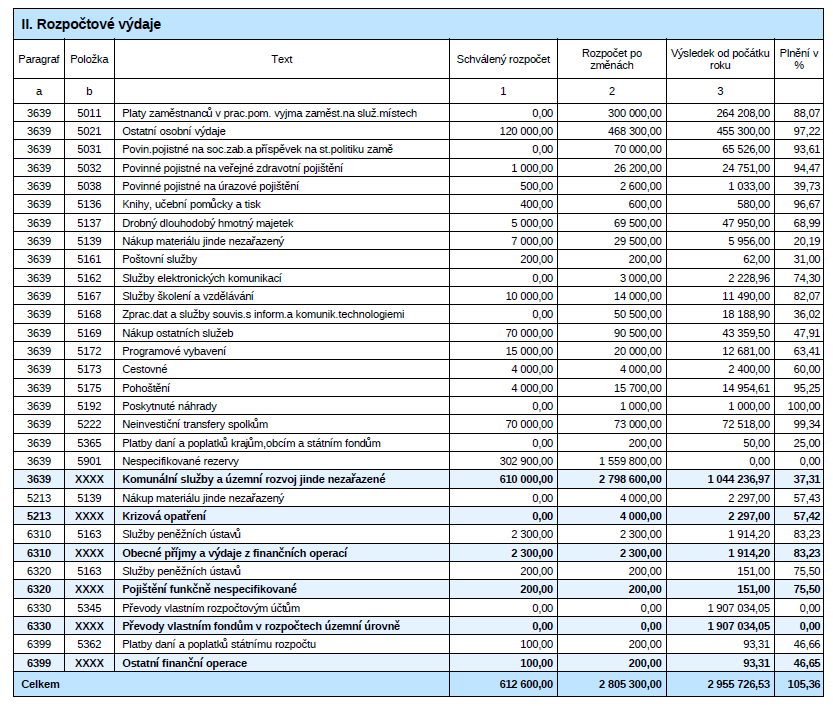 II. Rozpočtové výdaje
Paragraf Položka Text Schválený rozpočet Rozpočet po změnách Výsledek od počátku roku Plnění v %
a b 1 2 3
3639 5011 Platy zaměstnanců v prac.pom. vyjma zaměst.na služ.místech 0,00 300 000,00 264 208,00 88,07
3639 5021 Ostatní osobní výdaje 120 000,00 468 300,00 455 300,00 97,22
3639 5031 Povin.pojistné na soc.zab.a příspěvek na st.politiku zamě 0,00 70 000,00 65 526,00 93,61
3639 5032 Povinné pojistné na veřejné zdravotní pojištění 1 000,00 26 200,00 24 751,00 94,47
3639 5038 Povinné pojistné na úrazové pojištění 500,00 2 600,00 1 033,00 39,73
3639 5136 Knihy, učební pomůcky a tisk 400,00 600,00 580,00 96,67
3639 5137 Drobný dlouhodobý hmotný majetek 5 000,00 69 500,00 47 950,00 68,99
3639 5139 Nákup materiálu jinde nezařazený 7 000,00 29 500,00 5 956,00 20,19
3639 5161 Poštovní služby 200,00 200,00 62,00 31,00
3639 5162 Služby elektronických komunikací 0,00 3 000,00 2 228,96 74,30
3639 5167 Služby školení a vzdělávání 10 000,00 14 000,00 11 490,00 82,07
3639 5168 Zprac.dat a služby souvis.s inform.a komunik.technologiemi 0,00 50 500,00 18 188,90 36,02
3639 5169 Nákup ostatních služeb 70 000,00 90 500,00 43 359,50 47,91
3639 5172 Programové vybavení 15 000,00 20 000,00 12 681,00 63,41
3639 5173 Cestovné 4 000,00 4 000,00 2 400,00 60,00
3639 5175 Pohoštění 4 000,00 15 700,00 14 954,61 95,25
3639 5192 Poskytnuté náhrady 0,00 1 000,00 1 000,00 100,00
3639 5222 Neinvestiční transfery spolkům 70 000,00 73 000,00 72 518,00 99,34
3639 5365 Platby daní a poplatků krajům,obcím a státním fondům 0,00 200,00 50,00 25,00
3639 5901 Nespecifikované rezervy 302 900,00 1 559 800,00 0,00 0,00
3639 XXXX Komunální služby a územní rozvoj jinde nezařazené 610 000,00 2 798 600,00 1 044 236,97 37,31
5213 5139 Nákup materiálu jinde nezařazený 0,00 4 000,00 2 297,00 57,43
5213 XXXX Krizová opatření 0,00 4 000,00 2 297,00 57,42
6310 5163 Služby peněžních ústavů 2 300,00 2 300,00 1 914,20 83,23
6310 XXXX Obecné příjmy a výdaje z finančních operací 2 300,00 2 300,00 1 914,20 83,23
6320 5163 Služby peněžních ústavů 200,00 200,00 151,00 75,50
6320 XXXX Pojištění funkčně nespecifikované 200,00 200,00 151,00 75,50
6330 5345 Převody vlastním rozpočtovým účtům 0,00 0,00 1 907 034,05 0,00
6330 XXXX Převody vlastním fondům v rozpočtech územní úrovně 0,00 0,00 1 907 034,05 0,00
6399 5362 Platby daní a poplatků státnímu rozpočtu 100,00 200,00 93,31 46,66
6399 XXXX Ostatní finanční operace 100,00 200,00 93,31 46,65
Celkem 612 600,00 2 805 300,00 2 955 726,53 105,36